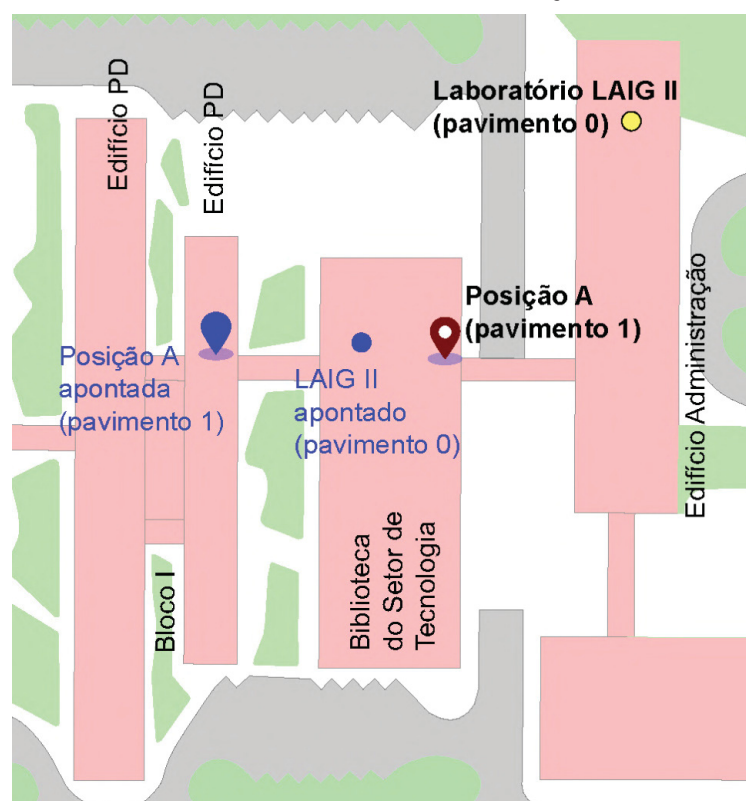 Edifício PD
Edifício PD
Laboratório LAIG II
(pavimento 0)
Posição A
(pavimento 1)
Posição A
apontada
(pavimento 1)
LAIG II
apontado
(pavimento 0)
Edifício Administração
Bloco I
Biblioteca
do Setor de
Tecnologia